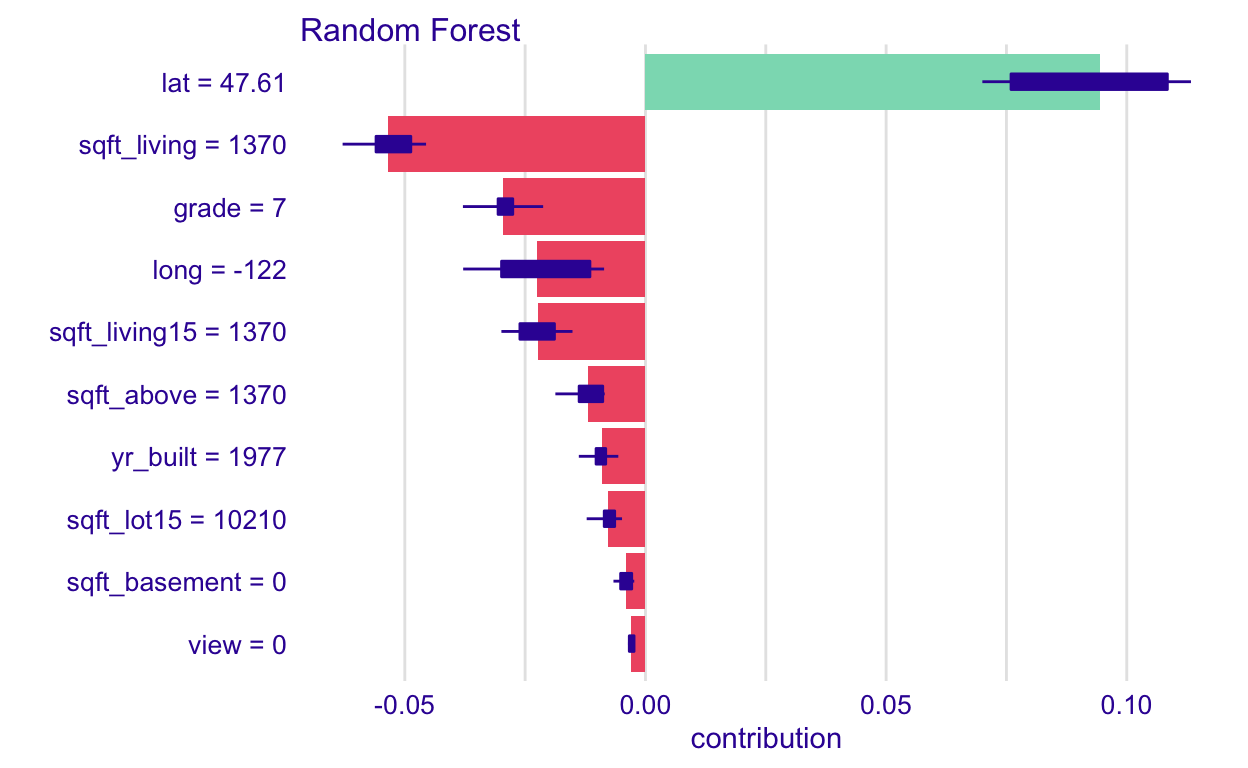 Random Forest
lat = 47.61
sqft_living = 1370
grade = 7
long = -122
sqft_living15 = 1370
sqft_above = 1370
yr_built = 1977
sqft_lot15 = 10210
sqft_basement = 0
view = 0
-0.05 0.00 0.05 0.10
contribution